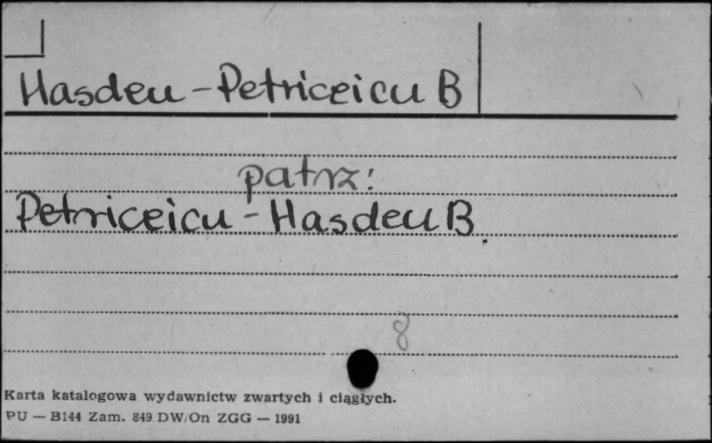 Hasdeu - Petriceicu B
patrz:
Petriceicu - Hasdeu B.
8
Karta katalogowa wydawnictw zwartych i ciągłych.
PU — B144 Zam. 849 DW/On ZGG — 1991